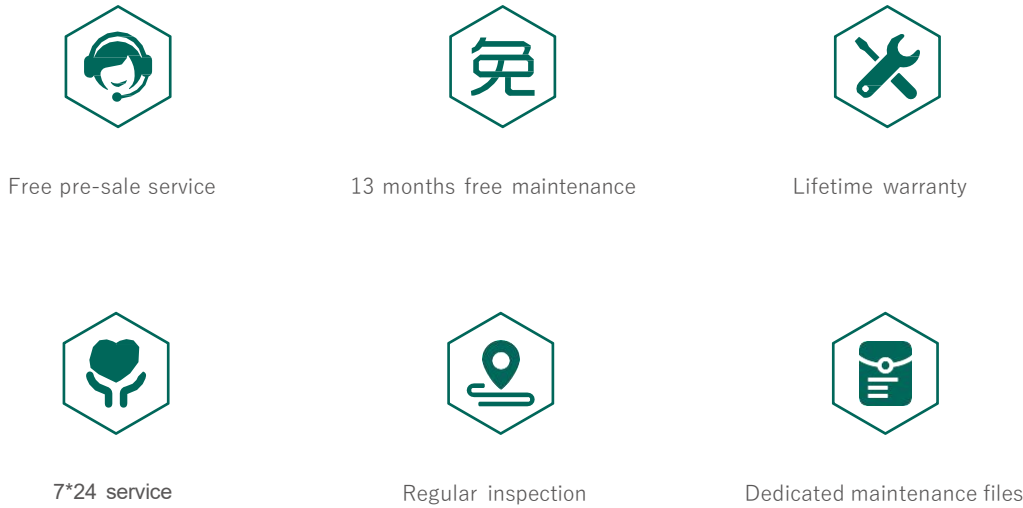 免
Free pre-sale service
13 months free maintenance
Lifetime warranty
7*24 service
Regular inspection
Dedicated maintenance files